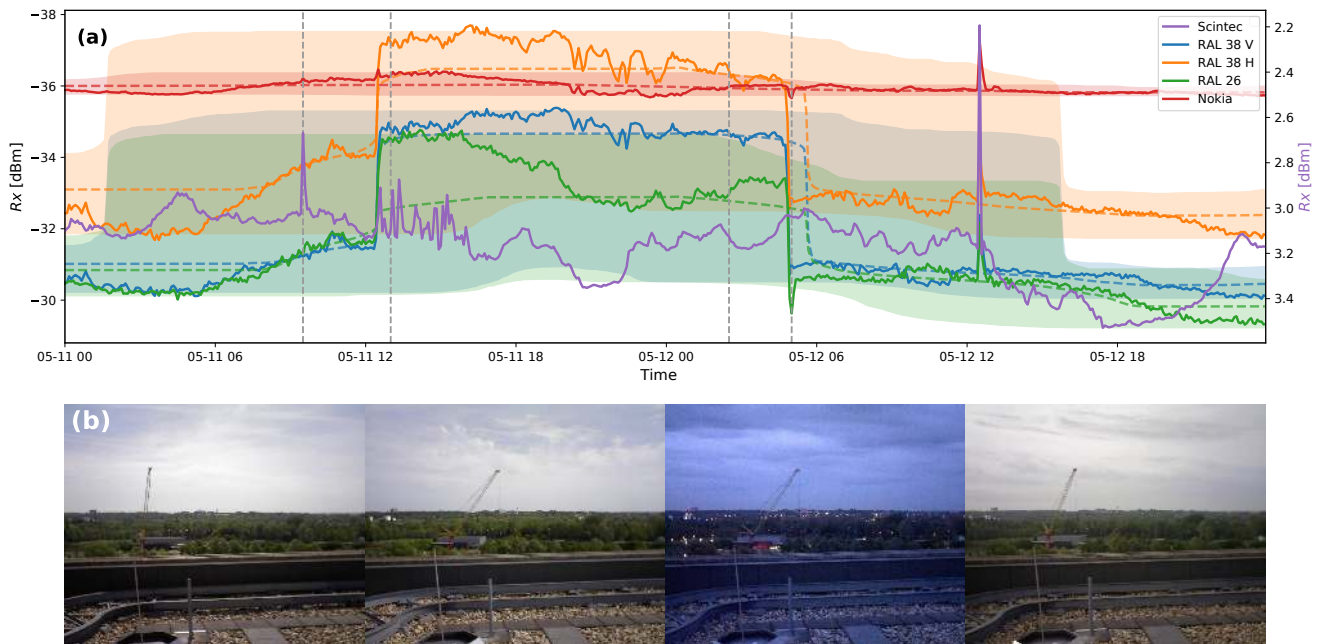 (a)
−38
−36
−34
−32
−30
Rx [dBm]
2.2
2.4
2.6
2.8
3.0
3.2
3.4
Rx [dBm]
Scintec
RAL 38 V
RAL 38 H
RAL 26
Nokia
05-11 00 05-11 06 05-11 12 05-11 18 05-12 00 05-12 06 05-12 12 05-12 18
Time
(b)